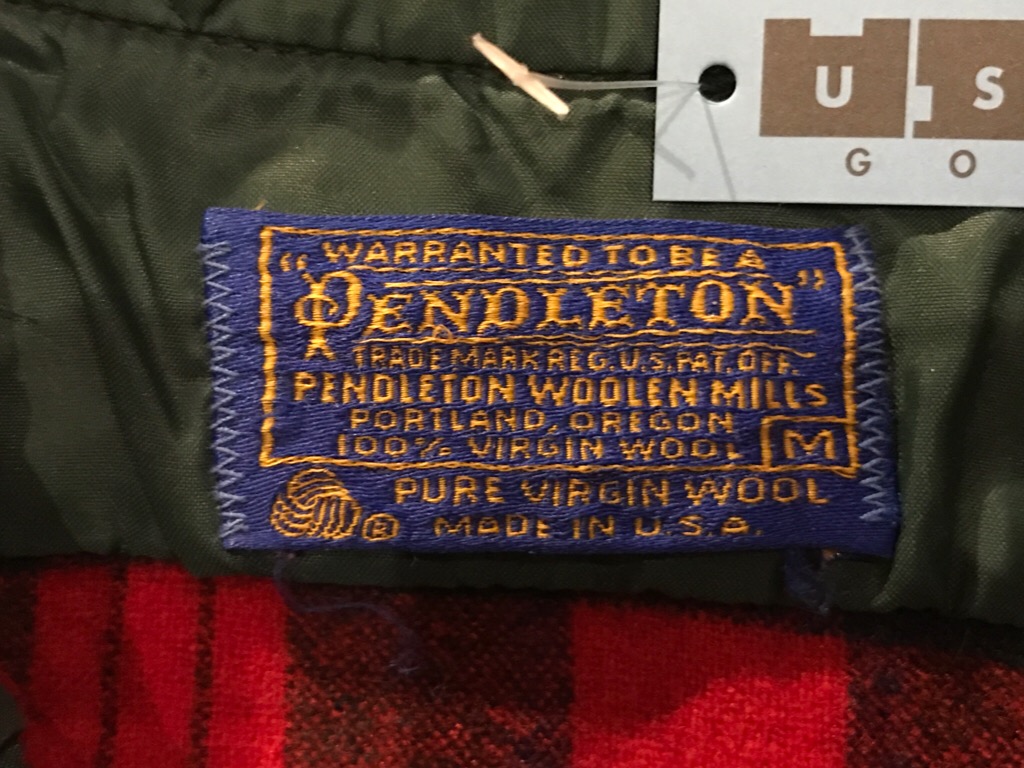 U S
G O
"WARRANTED TO BE A
PENDLETON"
TRADE MARK REG. U.S. PAT. OFF.
PENDLETON WOOLEN MILLS
PORTLAND, OREGON
100% VIRGIN WOOL M
PURE VIRGIN WOOL
® MADE IN U.S.A.